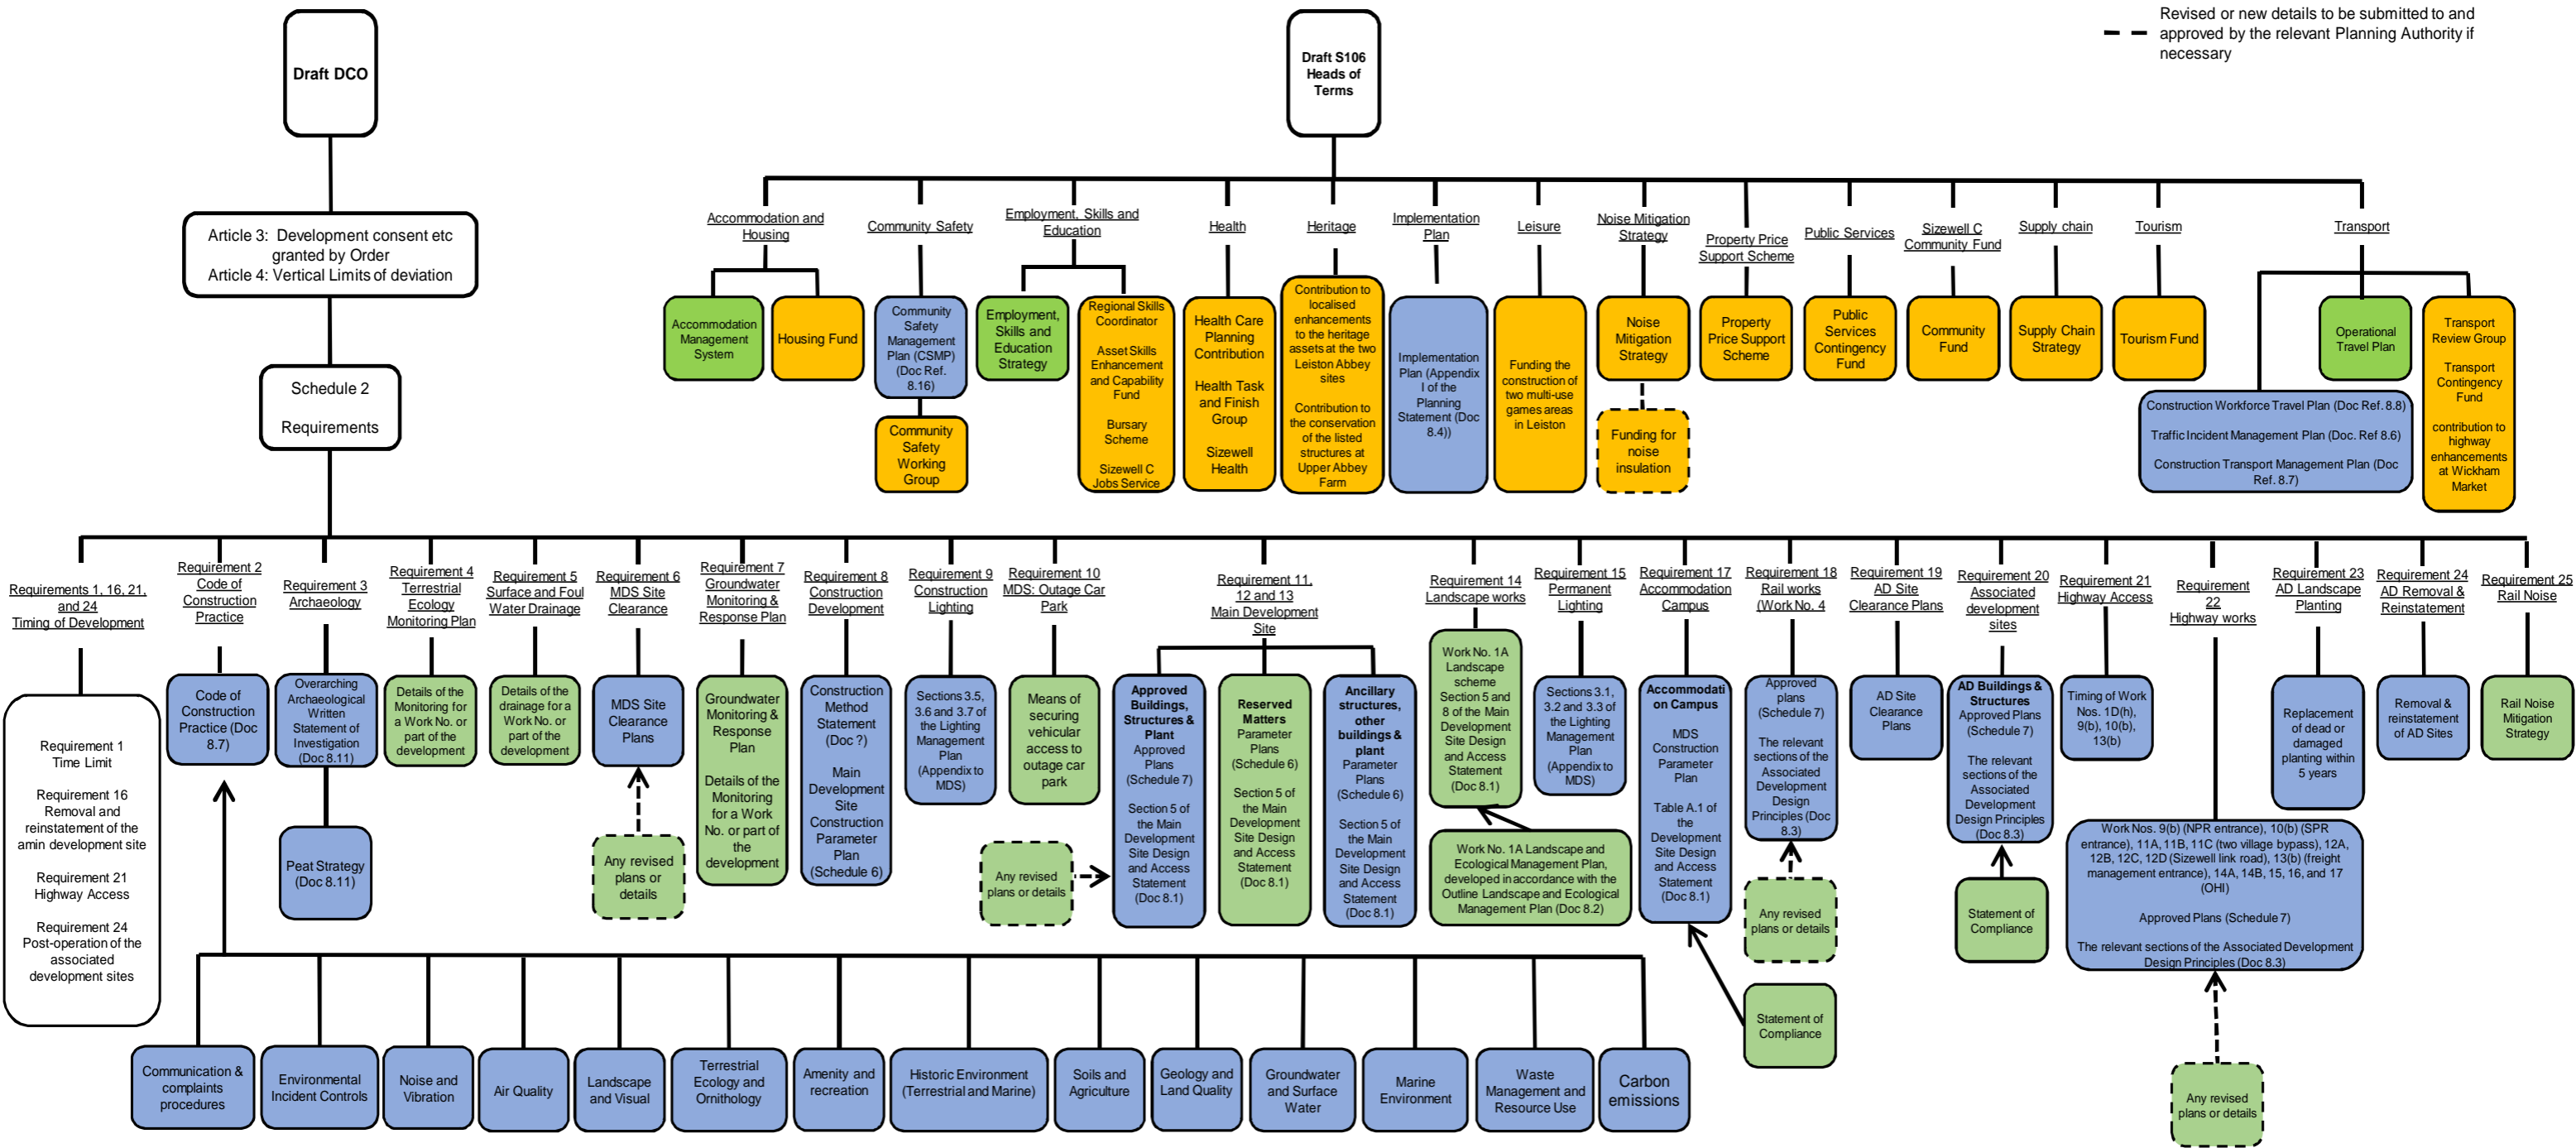 Revised or new details to be submitted to and
approved by the relevant Planning Authority if
necessary
Draft DCO
Draft S106
Heads of
Terms
Article 3: Development consent etc
granted by Order
Article 4: Vertical Limits of deviation
Schedule 2
Requirements
Accommodation and
Housing
Community Safety
Employment, Skills and
Education
Health
Heritage
Implementation
Plan
Leisure
Noise Mitigation
Strategy
Property Price
Support Scheme
Public Services
Sizewell C
Community Fund
Supply chain
Tourism
Transport
Accommodation
Management
System
Housing Fund
Community
Safety
Management
Plan (CSMP)
(Doc Ref.
8.16)
Community
Safety
Working
Group
Employment,
Skills and
Education
Strategy
Regional Skills
Coordinator
Asset Skills
Enhancement
and Capability
Fund
Bursary
Scheme
Sizewell C
Jobs Service
Health Care
Planning
Contribution
Health Task
and Finish
Group
Sizewell
Health
Contribution to
localised
enhancements
to the heritage
assets at the two
Leiston Abbey
sites
Contribution to
the conservation
of the listed
structures at
Upper Abbey
Farm
Implementation
Plan (Appendix
I of the
Planning
Statement (Doc
8.4))
Funding the
construction of
two multi-use
games areas
in Leiston
Noise
Mitigation
Strategy
Funding for
noise
insulation
Property
Price Support
Scheme
Public
Services
Contingency
Fund
Community
Fund
Supply Chain
Strategy
Tourism Fund
Construction Workforce Travel Plan (Doc Ref. 8.8)
Traffic Incident Management Plan (Doc. Ref 8.6)
Construction Transport Management Plan (Doc
Ref. 8.7)
Operational
Travel Plan
Transport
Review Group
Transport
Contingency
Fund
contribution to
highway
enhancements
at Wickham
Market
Requirements 1, 16, 21,
and 24
Timing of Development
Requirement 2
Code of
Construction
Practice
Requirement 3
Archaeology
Requirement 4
Terrestrial
Ecology
Monitoring Plan
Requirement 5
Surface and Foul
Water Drainage
Requirement 6
MDS Site
Clearance
Requirement 7
Groundwater
Monitoring &
Response Plan
Requirement 8
Construction
Development
Requirement 9
Construction
Lighting
Requirement 10
MDS: Outage Car
Park
Requirement 11,
12 and 13
Main Development
Site
Requirement 14
Landscape works
Requirement 15
Permanent
Lighting
Requirement 17
Accommodation
Campus
Requirement 18
Rail works
(Work No. 4
Requirement 19
AD Site
Clearance Plans
Requirement 20
Associated
development
sites
Requirement 21
Highway Access
Requirement
22
Highway works
Requirement 23
AD Landscape
Planting
Requirement 24
AD Removal &
Reinstatement
Requirement 25
Rail Noise
Requirement 1
Time Limit
Requirement 16
Removal and
reinstatement of the
amin development site
Requirement 21
Highway Access
Requirement 24
Post-operation of the
associated
development sites
Code of
Construction
Practice (Doc
8.7)
Overarching
Archaeological
Written
Statement of
Investigation
(Doc 8.11)
Peat Strategy
(Doc 8.11)
Details of the
Monitoring for
a Work No. or
part of the
development
Details of the
drainage for a
Work No. or
part of the
development
MDS Site
Clearance
Plans
Any revised
plans or
details
Groundwater
Monitoring &
Response
Plan
Details of the
Monitoring
for a Work
No. or part of
the
development
Construction
Method
Statement
(Doc ?)
Main
Development
Site
Construction
Parameter
Plan
(Schedule 6)
Sections 3.5,
3.6 and 3.7 of
the Lighting
Management
Plan
(Appendix to
MDS)
Means of
securing
vehicular
access to
outage car
park
Any revised
plans or details
Approved
Buildings,
Structures &
Plant
Approved
Plans
(Schedule 7)
Section 5 of
the Main
Development
Site Design
and Access
Statement
(Doc 8.1)
Reserved
Matters
Parameter
Plans
(Schedule 6)
Section 5 of
the Main
Development
Site Design
and Access
Statement
(Doc 8.1)
Ancillary
structures,
other
buildings &
plant
Parameter
Plans
(Schedule 6)
Section 5 of
the Main
Development
Site Design
and Access
Statement
(Doc 8.1)
Work No. 1A
Landscape
scheme
Section 5 and
8 of the Main
Development
Site Design
and Access
Statement
(Doc 8.1)
Work No. 1A Landscape and
Ecological Management Plan,
developed in accordance with the
Outline Landscape and Ecological
Management Plan (Doc 8.2)
Sections 3.1,
3.2 and 3.3 of
the Lighting
Management
Plan
(Appendix to
MDS)
Accommodati
on Campus
MDS
Construction
Parameter
Plan
Table A.1 of
the
Development
Site Design
and Access
Statement
(Doc 8.1)
Approved
plans
(Schedule 7)
The relevant
sections of the
Associated
Development
Design
Principles (Doc
8.3)
Any revised
plans or details
Statement of
Compliance
AD Site
Clearance
Plans
AD Buildings &
Structures
Approved Plans
(Schedule 7)
The relevant
sections of the
Associated
Development
Design Principles
(Doc 8.3)
Statement of
Compliance
Timing of Work
Nos. 1D(h),
9(b), 10(b),
13(b)
Work Nos. 9(b) (NPR entrance), 10(b) (SPR
entrance), 11A, 11B, 11C (two village bypass), 12A,
12B, 12C, 12D (Sizewell link road), 13(b) (freight
management entrance), 14A, 14B, 15, 16, and 17
(OHI)
Approved Plans (Schedule 7)
The relevant sections of the Associated Development
Design Principles (Doc 8.3)
Any revised
plans or details
Replacement
of dead or
damaged
planting within
5 years
Removal &
reinstatement
of AD Sites
Rail Noise
Mitigation
Strategy
Communication &
complaints
procedures
Environmental
Incident Controls
Noise and
Vibration
Air Quality
Landscape
and Visual
Terrestrial
Ecology and
Ornithology
Amenity and
recreation
Historic Environment
(Terrestrial and Marine)
Soils and
Agriculture
Geology and
Land Quality
Groundwater
and Surface
Water
Marine
Environment
Waste
Management and
Resource Use
Carbon
emissions